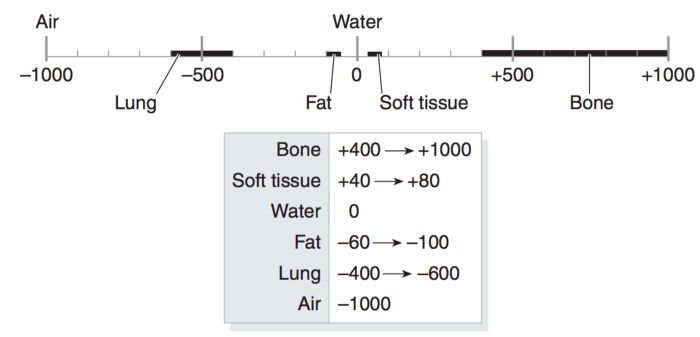 Air Water
–1000 –500 0 +500 +1000
Lung Fat Soft tissue Bone
Bone +400 → +1000
Soft tissue +40 → +80
Water 0
Fat –60 → –100
Lung –400 → –600
Air –1000